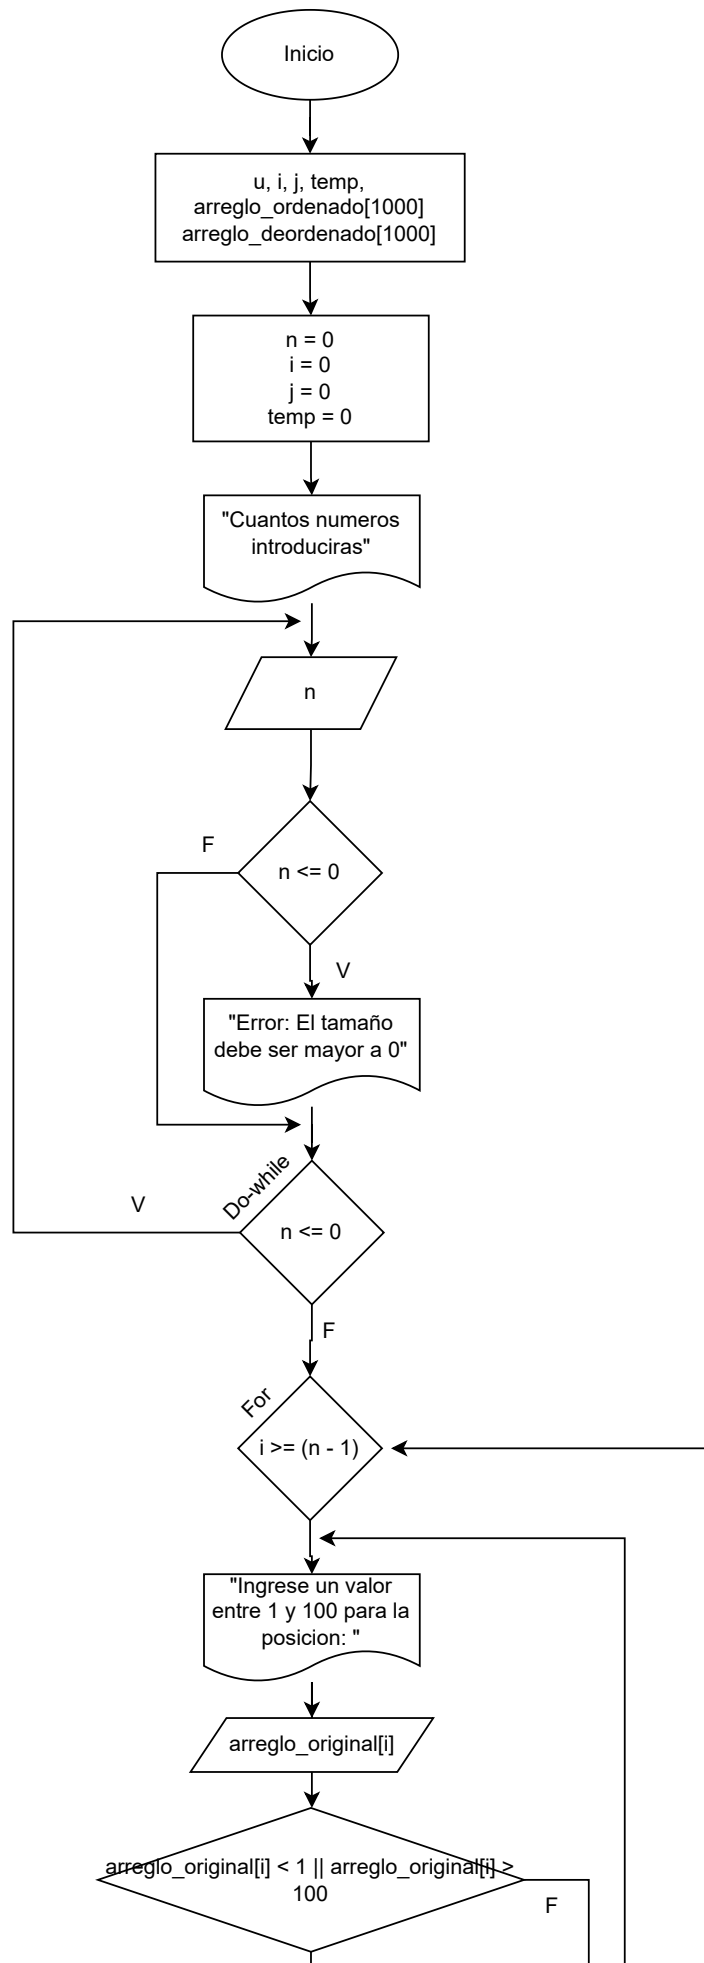 Inicio
u, i, j, temp,
arreglo_ordenado[1000]
arreglo_deordenado[1000]
n = 0
i = 0
j = 0
temp = 0
"Cuantos numeros
introduciras"
n
F
n <= 0
V
"Error: El tamaño
debe ser mayor a 0"
Do-while
V
n <= 0
F
For
i >= (n - 1)
"Ingrese un valor
entre 1 y 100 para la
posicion: "
arreglo_original[i]
arreglo_original[i] < 1 || arreglo_original[i] >
100
F